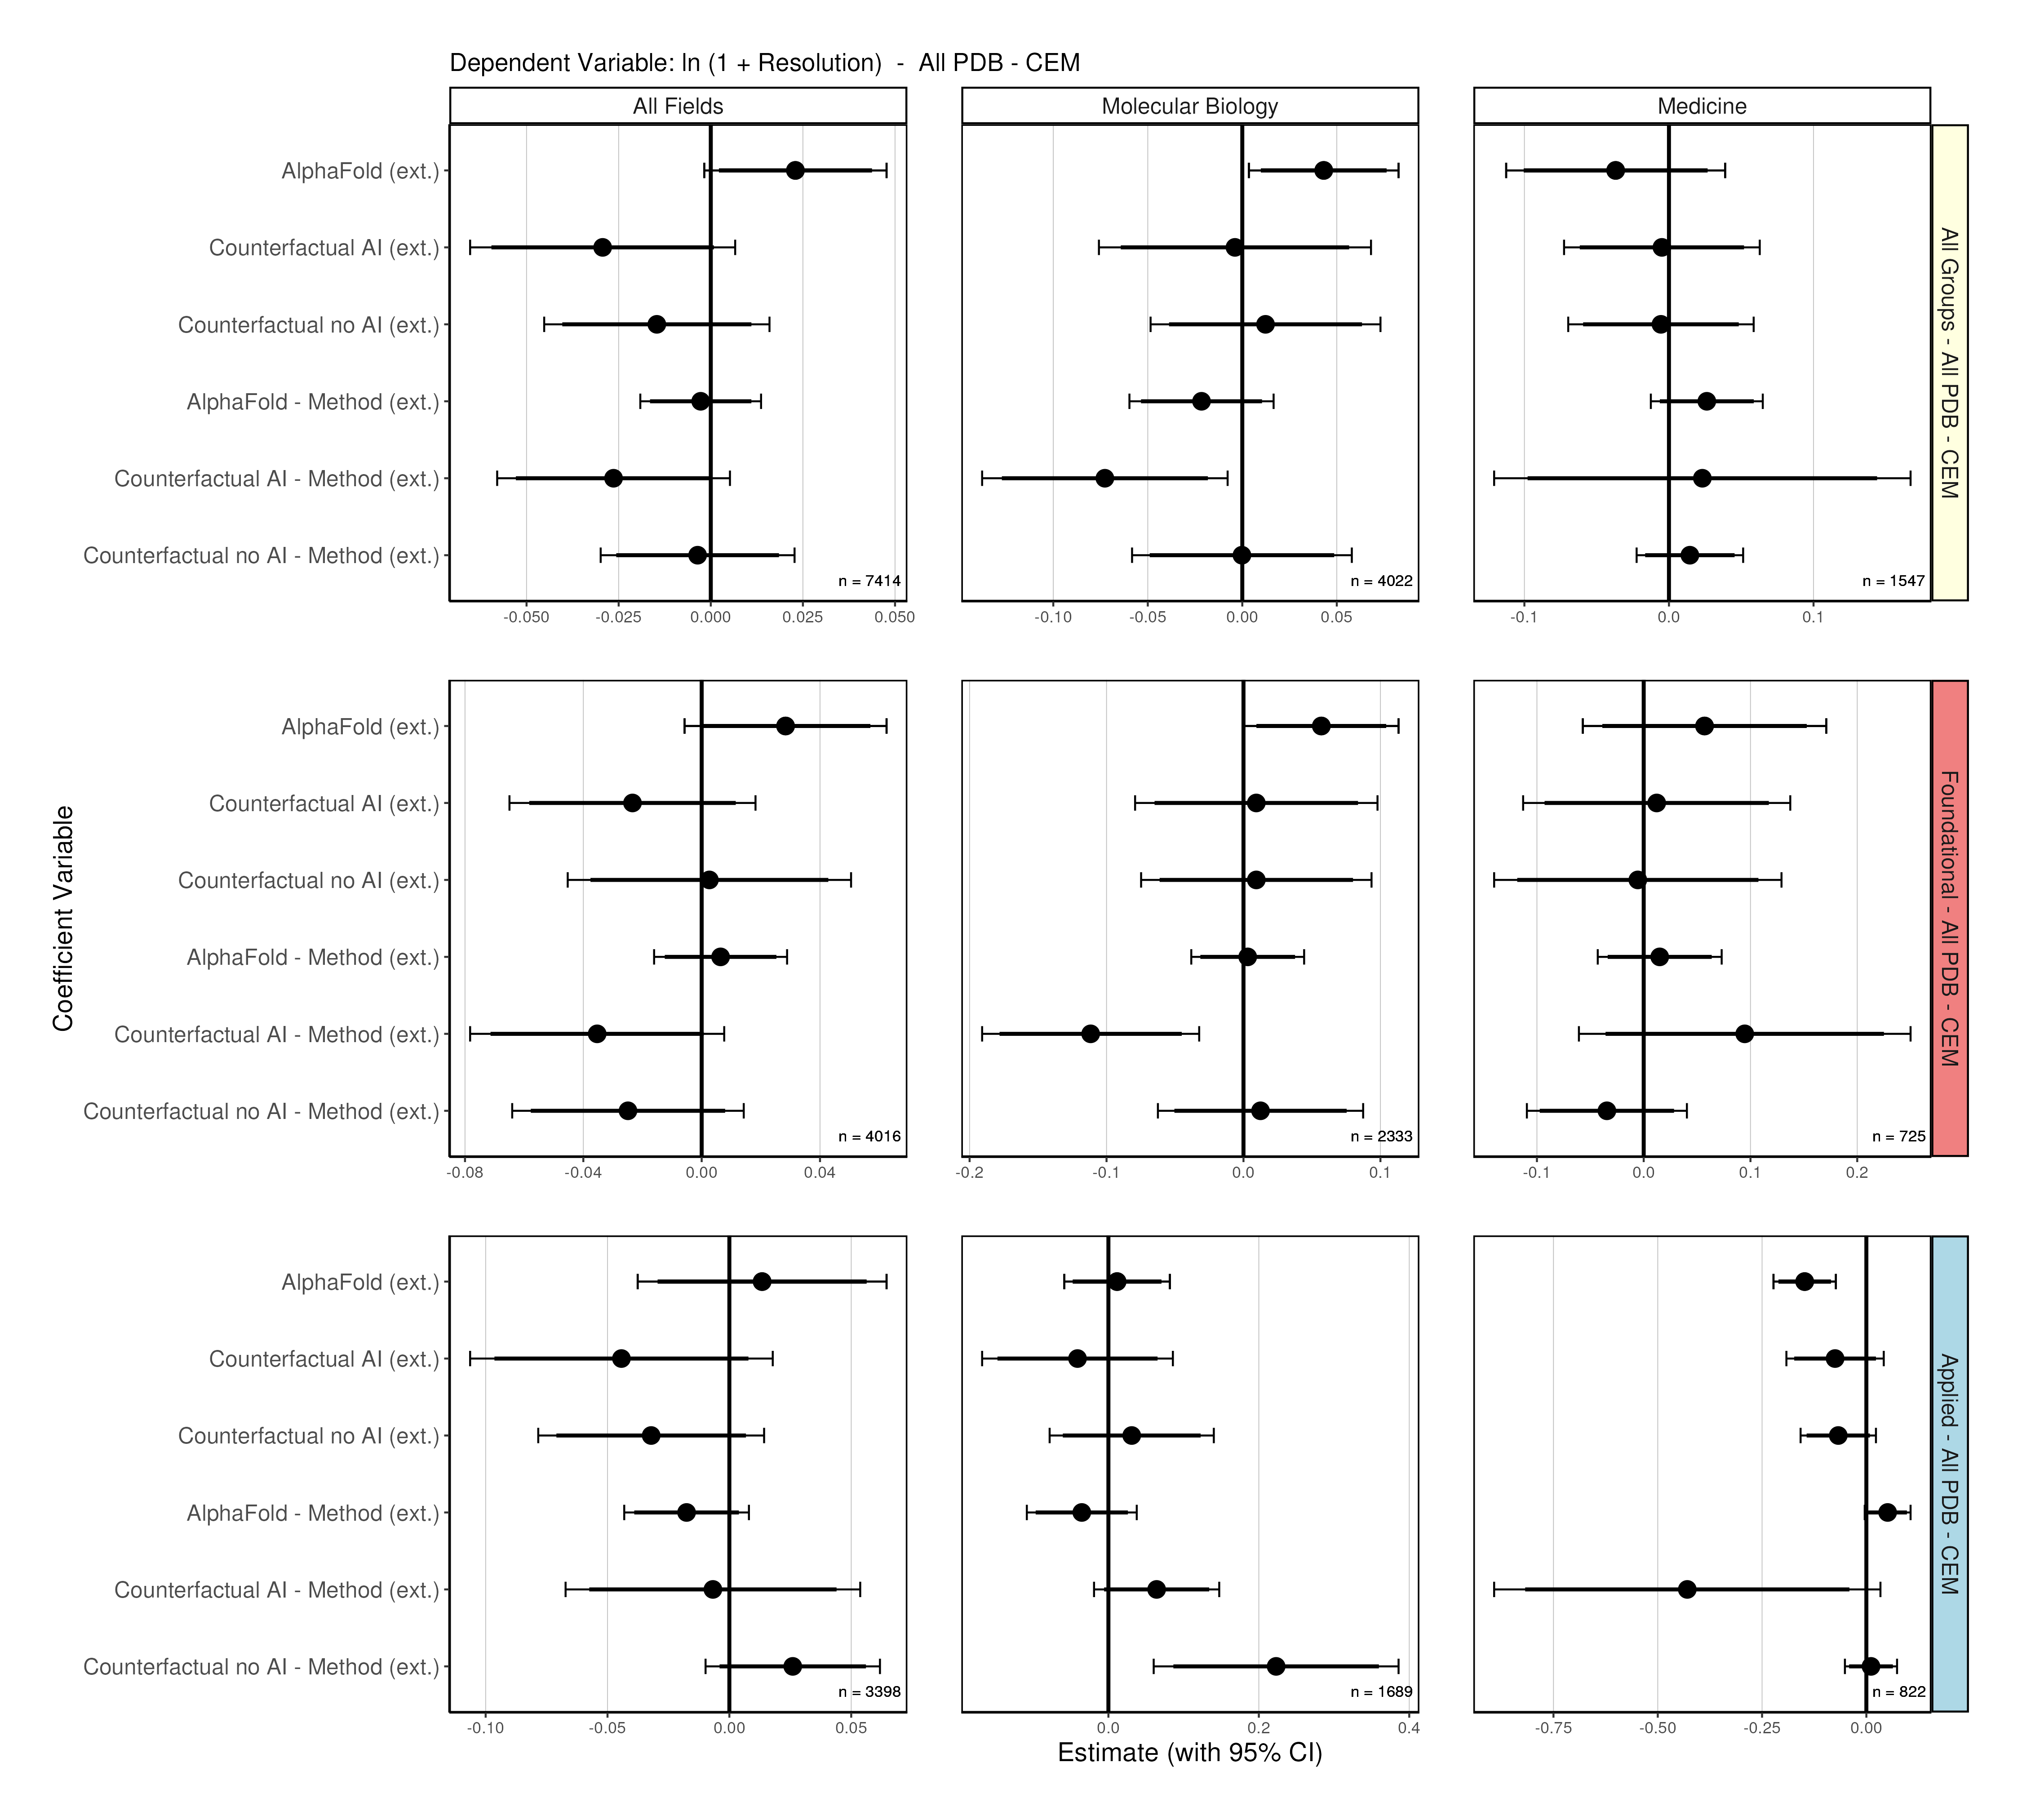 Dependent Variable: ln (1 + Resolution) - All PDB - CEM
All Fields
Molecular Biology
Medicine
AlphaFold (ext.)
Counterfactual AI (ext.)
Counterfactual no AI (ext.)
AlphaFold - Method (ext.)
Counterfactual AI - Method (ext.)
Counterfactual no AI - Method (ext.)
n = 7414
n = 4022
n = 1547
-0.050 -0.025 0.000 0.025 0.050
-0.10 -0.05 0.00 0.05
-0.1 0.0 0.1
All Groups - All PDB - CEM
Coefficient Variable
AlphaFold (ext.)
Counterfactual AI (ext.)
Counterfactual no AI (ext.)
AlphaFold - Method (ext.)
Counterfactual AI - Method (ext.)
Counterfactual no AI - Method (ext.)
n = 4016
n = 2333
n = 725
-0.08 -0.04 0.00 0.04
-0.2 -0.1 0.0 0.1
-0.1 0.0 0.1 0.2
Foundational - All PDB - CEM
AlphaFold (ext.)
Counterfactual AI (ext.)
Counterfactual no AI (ext.)
AlphaFold - Method (ext.)
Counterfactual AI - Method (ext.)
Counterfactual no AI - Method (ext.)
n = 3398
n = 1689
n = 822
-0.10 -0.05 0.00 0.05
0.0 0.2 0.4
-0.75 -0.50 -0.25 0.00
Applied - All PDB - CEM
Estimate (with 95% CI)